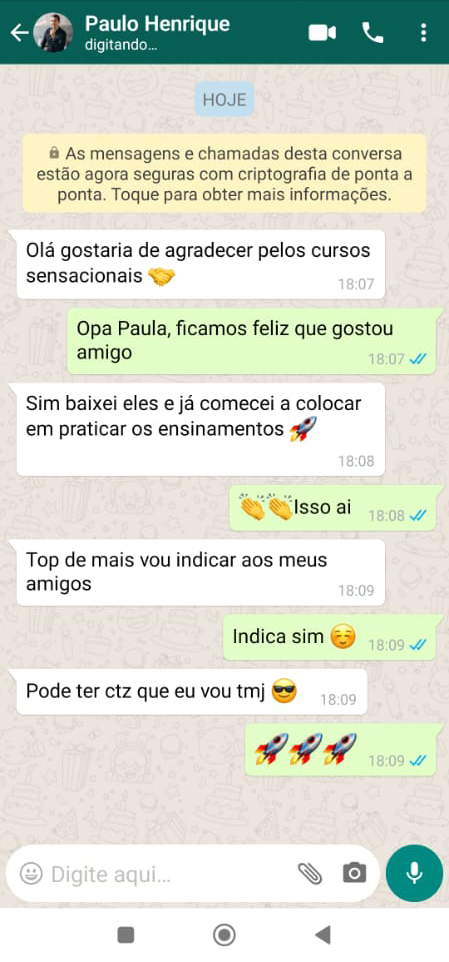 Paulo Henrique
digitando...
HOJE
🔒 As mensagens e chamadas desta conversa
estão agora seguras com criptografia de ponta a
ponta. Toque para obter mais informações.
Olá gostaria de agradecer pelos cursos
sensacionais 🤝
18:07
Opa Paula, ficamos feliz que gostou
amigo
18:07
Sim baixei eles e já comecei a colocar
em praticar os ensinamentos 🚀
18:08
👏👏Isso ai
18:08
Top de mais vou indicar aos meus
amigos
18:09
Indica sim ☺️
18:09
Pode ter ctz que eu vou tmj 😎
18:09
🚀🚀🚀
18:09
Digite aqui...